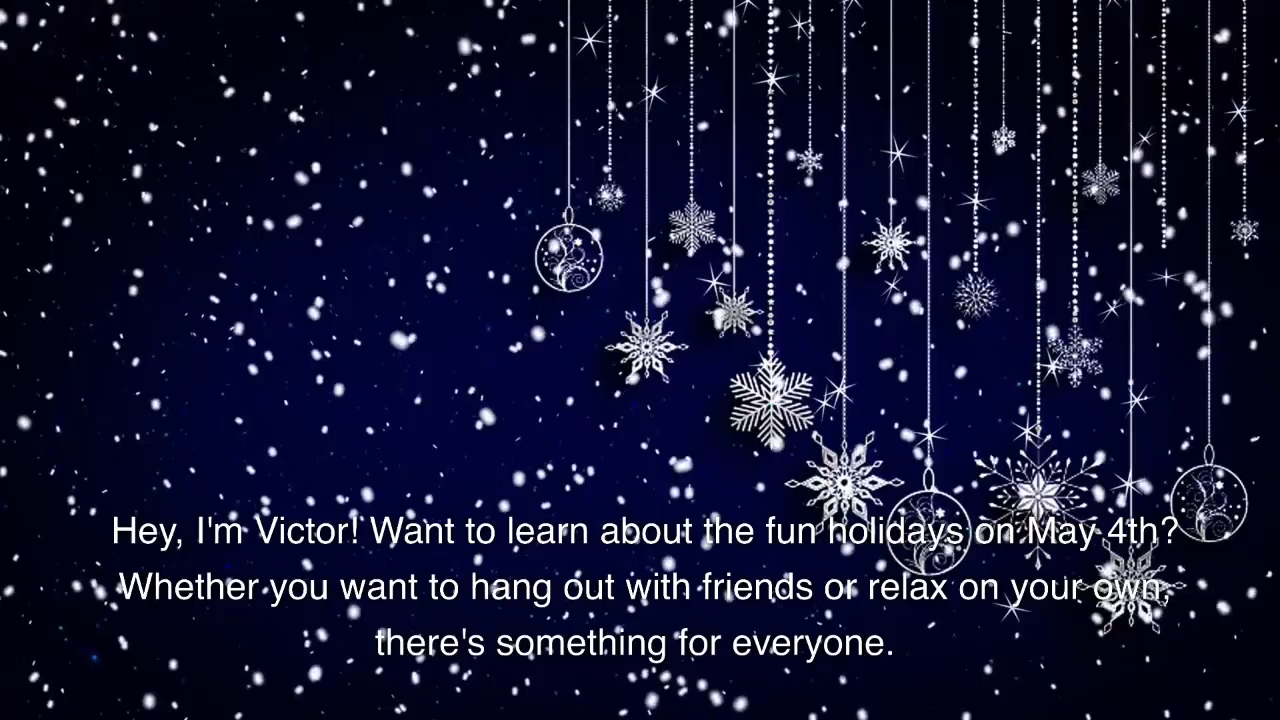 Hey, I'm Victor! Want to learn about the fun holidays on May 4th?
Whether you want to hang out with friends or relax on your own,
there's something for everyone.